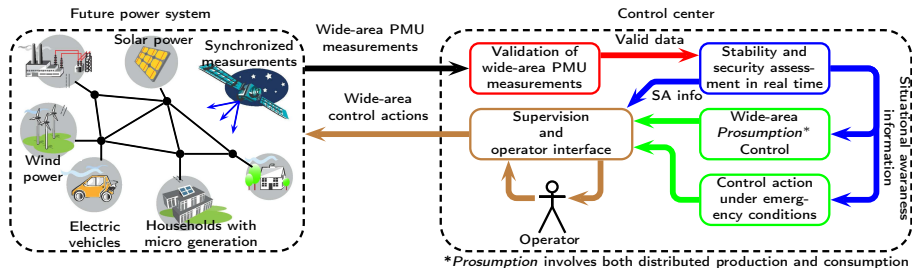 Future power system
Solar power
Synchronized
measurements
Wind
power
Electric
vehicles
Households with
micro generation
Wide-area PMU
measurements
Wide-area
control actions
Control center
Validation of
wide-area PMU
measurements
Valid data
Stability and
security assess-
ment in real time
SA info
Supervision
and
operator interface
Wide-area
Prosumption*
Control
Control action
under emerg-
ency conditions
Situational awareness
information
Operator
*Prosumption involves both distributed production and consumption